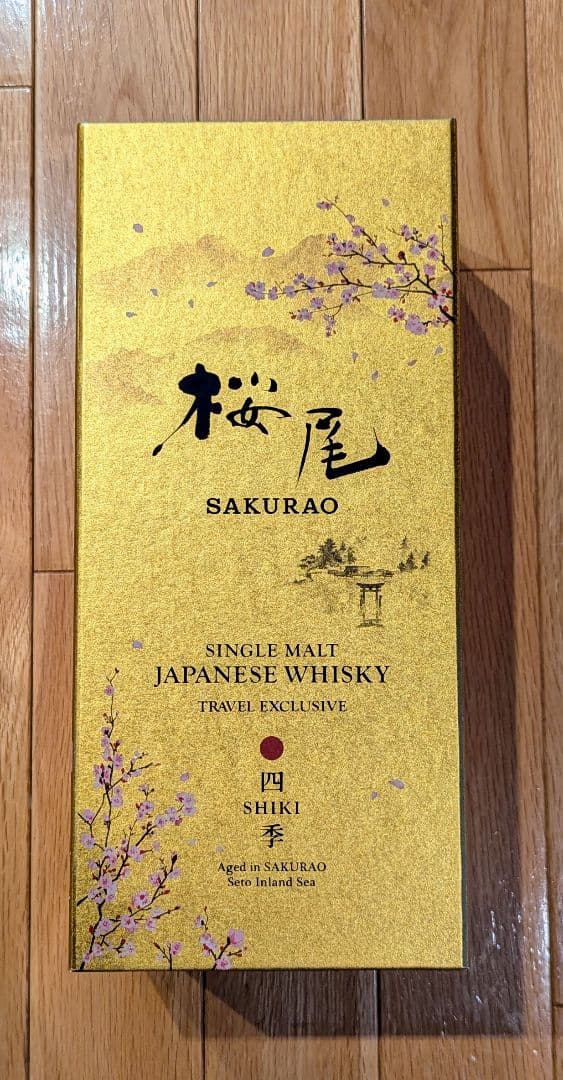 桜尾
SAKURAO
SINGLE MALT
JAPANESE WHISKY
TRAVEL EXCLUSIVE
四
SHIKI
季
Aged in SAKURAO
Seto Inland Sea